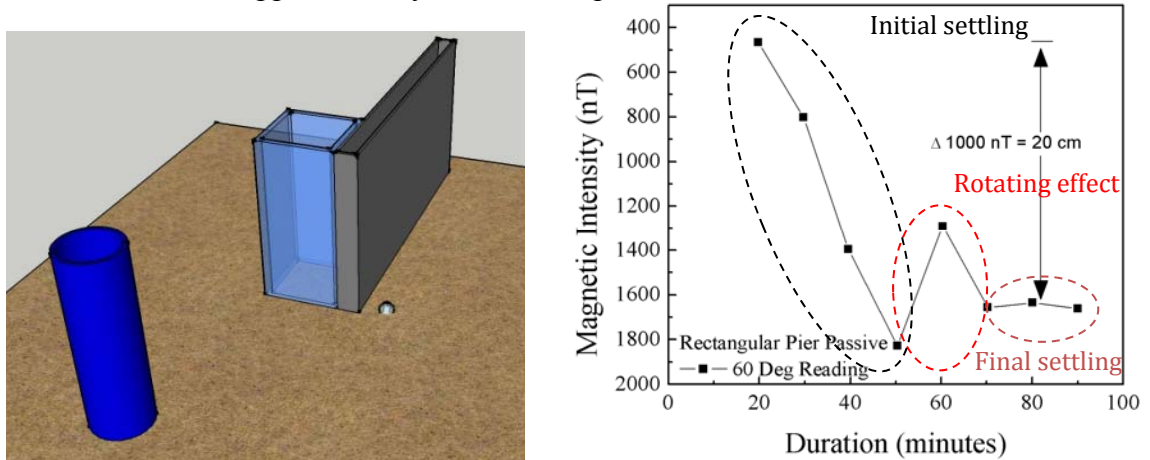 Initial settling
Δ 1000 nT = 20 cm
Rotating effect
Final settling
Rectangular Pier Passive
60 Deg Reading
Magnetic Intensity (nT)
400
600
800
1000
1200
1400
1600
1800
2000
0
20
40
60
80
100
Duration (minutes)